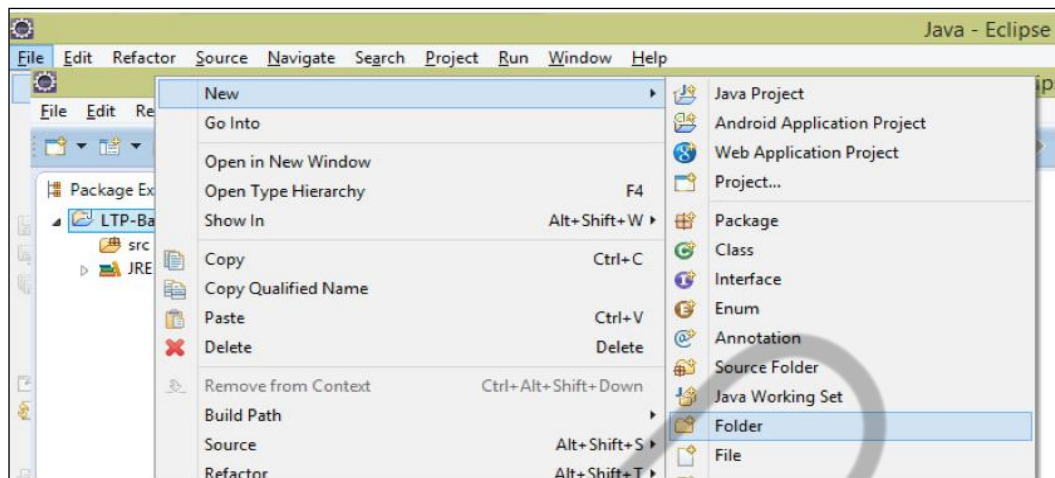 Java - Eclipse
File Edit Refactor Source Navigate Search Project Run Window Help
File Edit Re
Package Ex
LTP-Ba
src
JRE
New
Go Into
Open in New Window
Open Type Hierarchy F4
Show In Alt+Shift+W
Copy Ctrl+C
Copy Qualified Name
Paste Ctrl+V
Delete Delete
Remove from Context Ctrl+Alt+Shift+Down
Build Path
Source Alt+Shift+S
Refactor Alt+Shift+T
Java Project
Android Application Project
Web Application Project
Project...
Package
Class
Interface
Enum
Annotation
Source Folder
Java Working Set
Folder
File